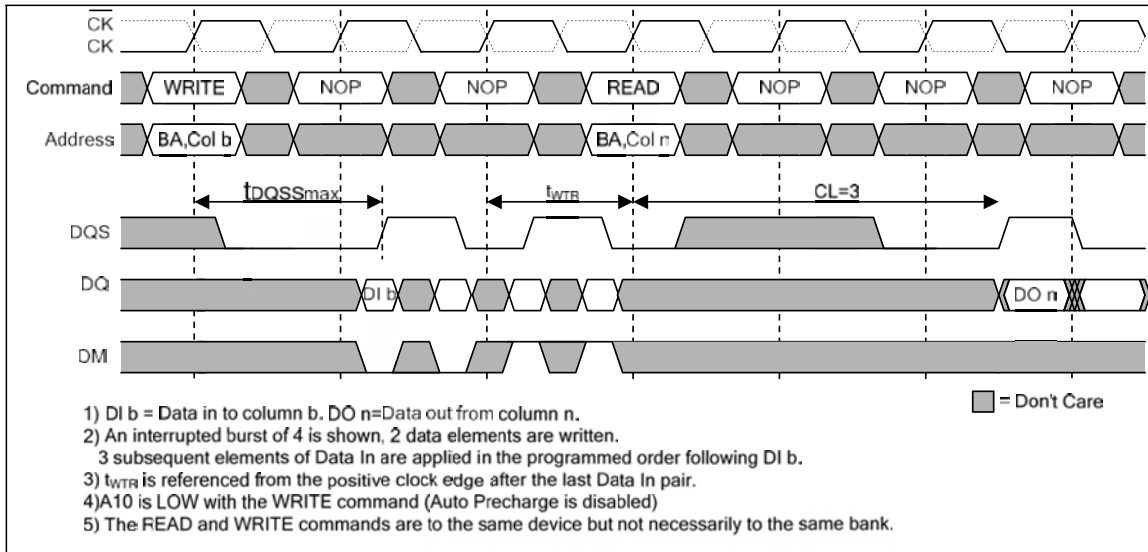 CK
CK
Command WRITE NOP NOP READ NOP NOP NOP
Address BA,Col b BA,Col n
tDQSSmax tWTR CL=3
DQS
DQ DI b DO n
DM
= Don't Care
1) DI b = Data in to column b. DO n=Data out from column n.
2) An interrupted burst of 4 is shown, 2 data elements are written.
3 subsequent elements of Data In are applied in the programmed order following DI b.
3) tWTR is referenced from the positive clock edge after the last Data In pair.
4)A10 is LOW with the WRITE command (Auto Precharge is disabled)
5) The READ and WRITE commands are to the same device but not necessarily to the same bank.